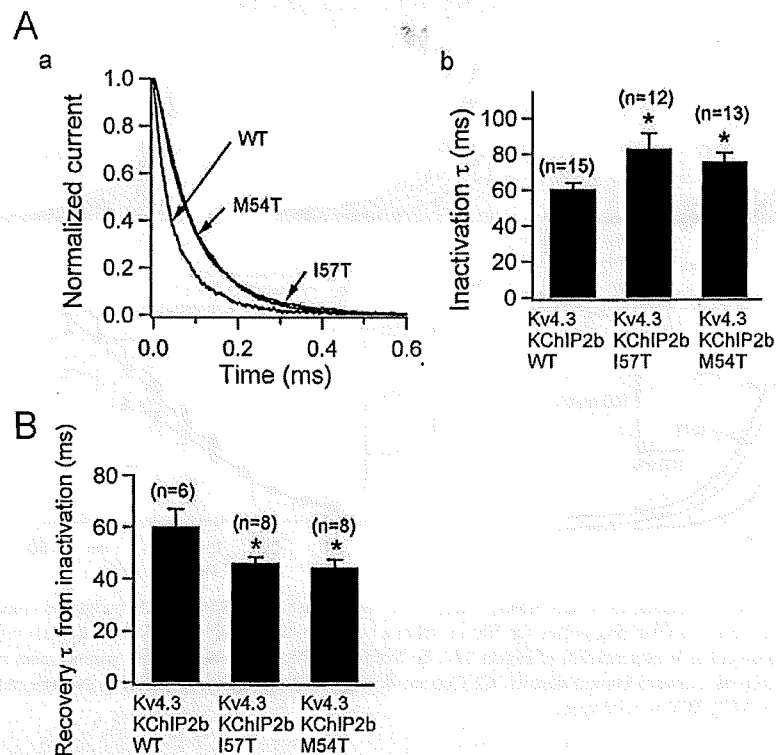 A
a
Normalized current
1.0
0.8
0.6
0.4
0.2
0.0
WT
M54T
I57T
0.0 0.2 0.4 0.6
Time (ms)
b
Inactivation τ (ms)
100
80
60
40
20
0
(n=15)
(n=12)
*
(n=13)
*
Kv4.3
KChIP2b
WT
Kv4.3
KChIP2b
I57T
Kv4.3
KChIP2b
M54T
B
Recovery τ from inactivation (ms)
80
60
40
20
0
(n=6)
(n=8)
*
(n=8)
*
Kv4.3
KChIP2b
WT
Kv4.3
KChIP2b
I57T
Kv4.3
KChIP2b
M54T